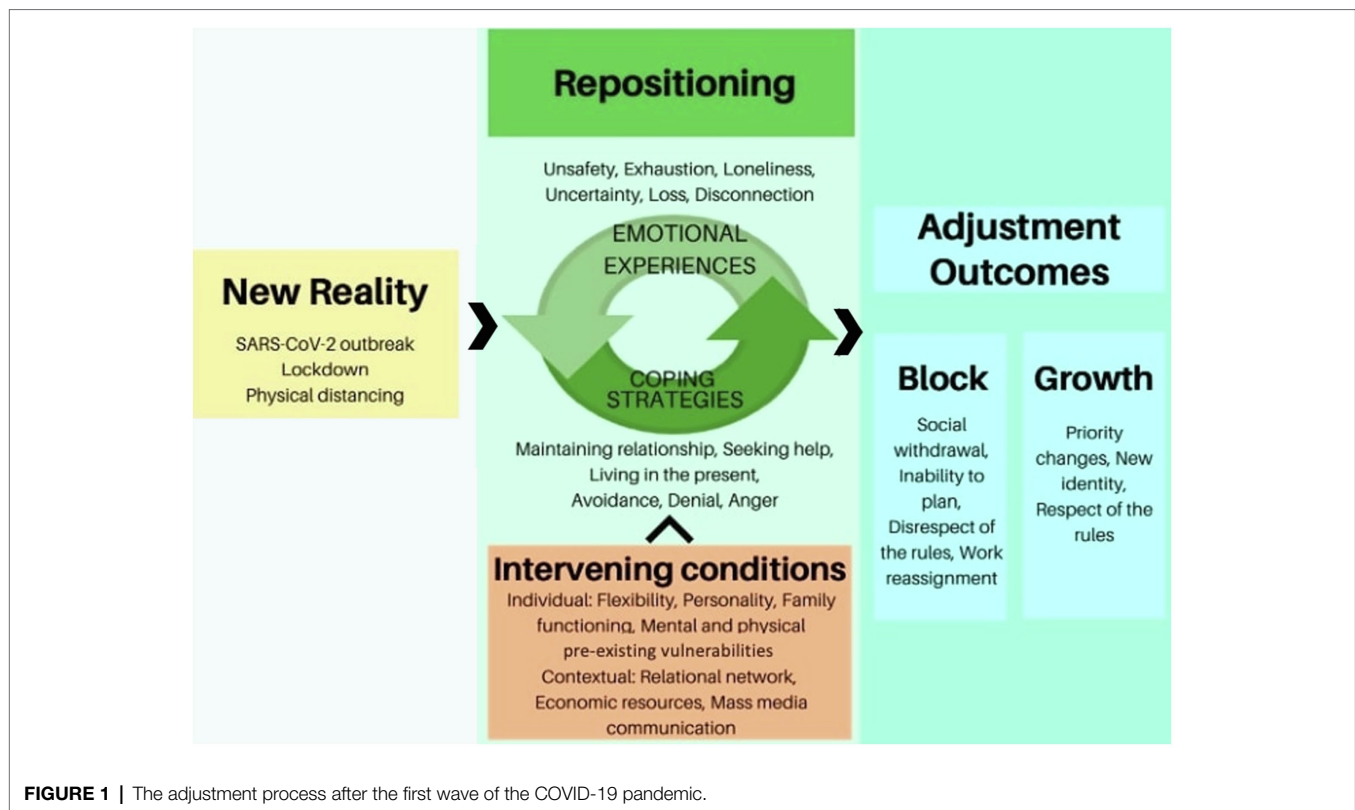 Repositioning
Unsafety, Exhaustion, Loneliness,
Uncertainty, Loss, Disconnection
EMOTIONAL
EXPERIENCES
COPING
STRATEGIES
Maintaining relationship, Seeking help,
Living in the present,
Avoidance, Denial, Anger
Intervening conditions
Individual: Flexibility, Personality, Family
functioning, Mental and physical
pre-existing vulnerabilities
Contextual: Relational network,
Economic resources, Mass media
communication
New Reality
SARS-CoV-2 outbreak
Lockdown
Physical distancing
Adjustment
Outcomes
Block
Social
withdrawal,
Inability to
plan,
Disrespect of
the rules, Work
reassignment
Growth
Priority
changes, New
identity,
Respect of the
rules
FIGURE 1 | The adjustment process after the first wave of the COVID-19 pandemic.